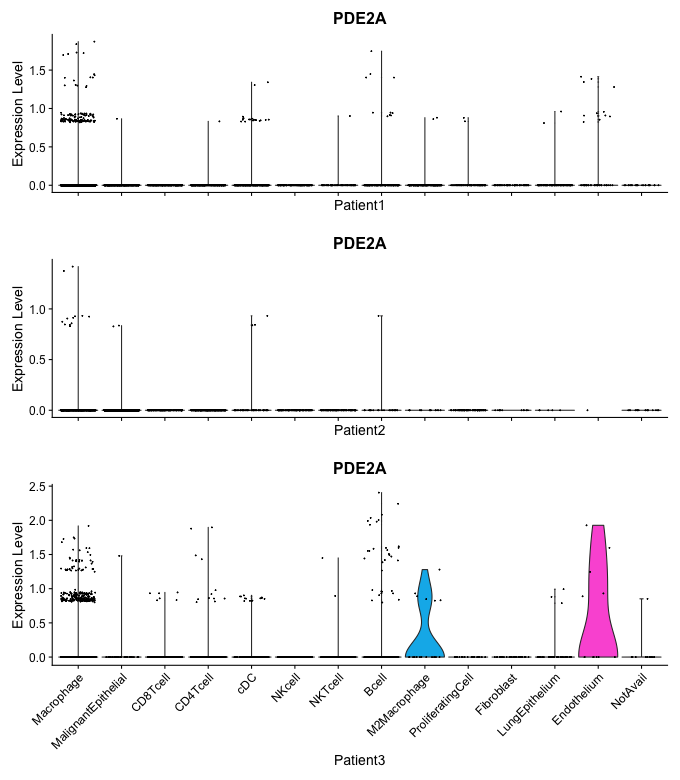 PDE2A
Expression Level
1.5
1.0
0.5
0.0
Patient1
PDE2A
Expression Level
1.0
0.5
0.0
Patient2
PDE2A
Expression Level
2.5
2.0
1.5
1.0
0.5
0.0
Macrophage
MalignantEpithelial
CD8Tcell
CD4Tcell
cDC
NKcell
NKTcell
Bcell
M2Macrophage
ProliferatingCell
Fibroblast
LungEpithelium
Endothelium
NotAvail
Patient3